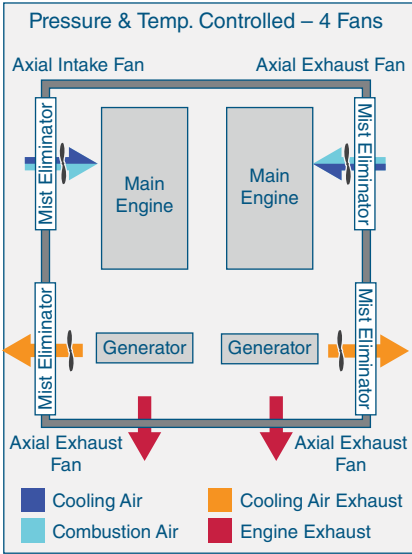 Pressure & Temp. Controlled – 4 Fans
Axial Intake Fan
Axial Exhaust Fan
Mist Eliminator
Main
Engine
Main
Engine
Mist Eliminator
Mist Eliminator
Generator
Generator
Mist Eliminator
Axial Exhaust
Fan
Axial Exhaust
Fan
Cooling Air
Cooling Air Exhaust
Combustion Air
Engine Exhaust